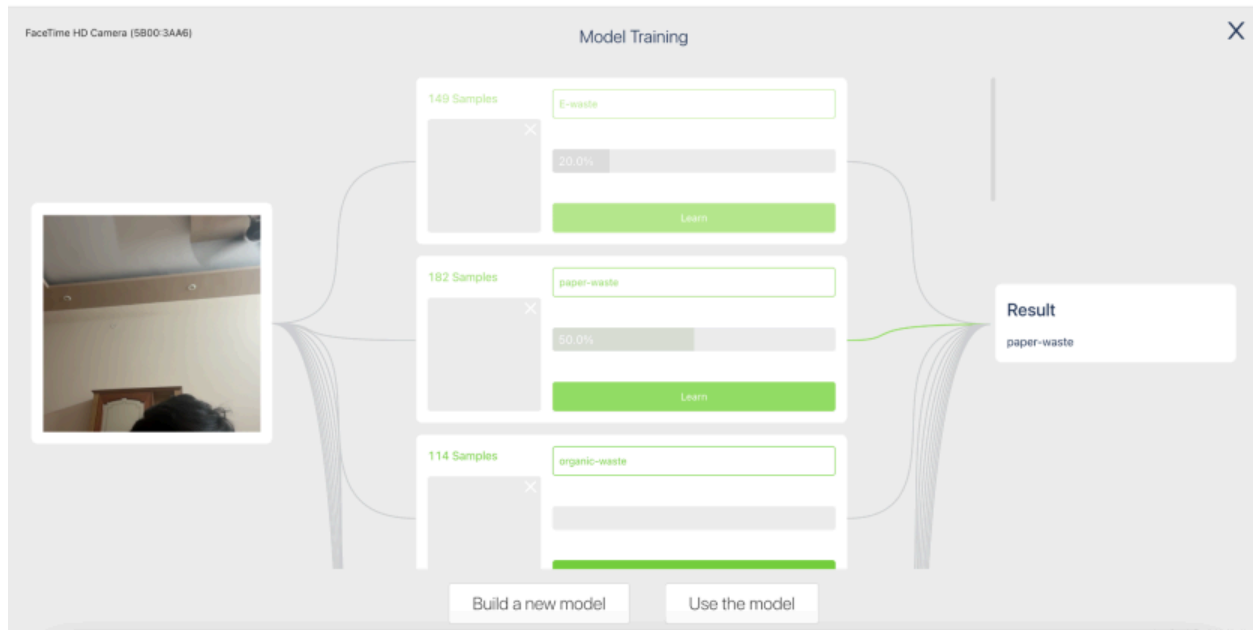 FaceTime HD Camera (5B00:3AA6)
Model Training
X
149 Samples
E-waste
20.0%
Learn
182 Samples
paper-waste
50.0%
Learn
114 Samples
organic-waste
Result
paper-waste
Build a new model
Use the model